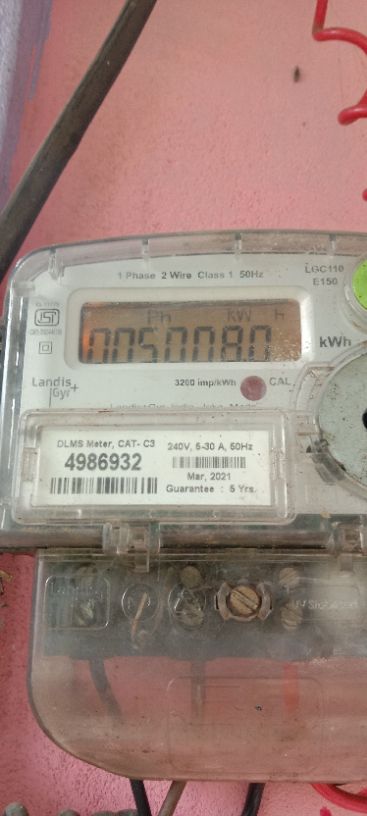 1 Phase 2 Wire Class 1 50Hz
LGC110
E150
Ph kW h
0050080
kWh
Landis
Gyr+
3200 imp/kWh
CAL
DLMS Meter, CAT- C3
240V, 5-30 A, 50Hz
4986932
Mar, 2021
Guarantee : 5 Yrs.